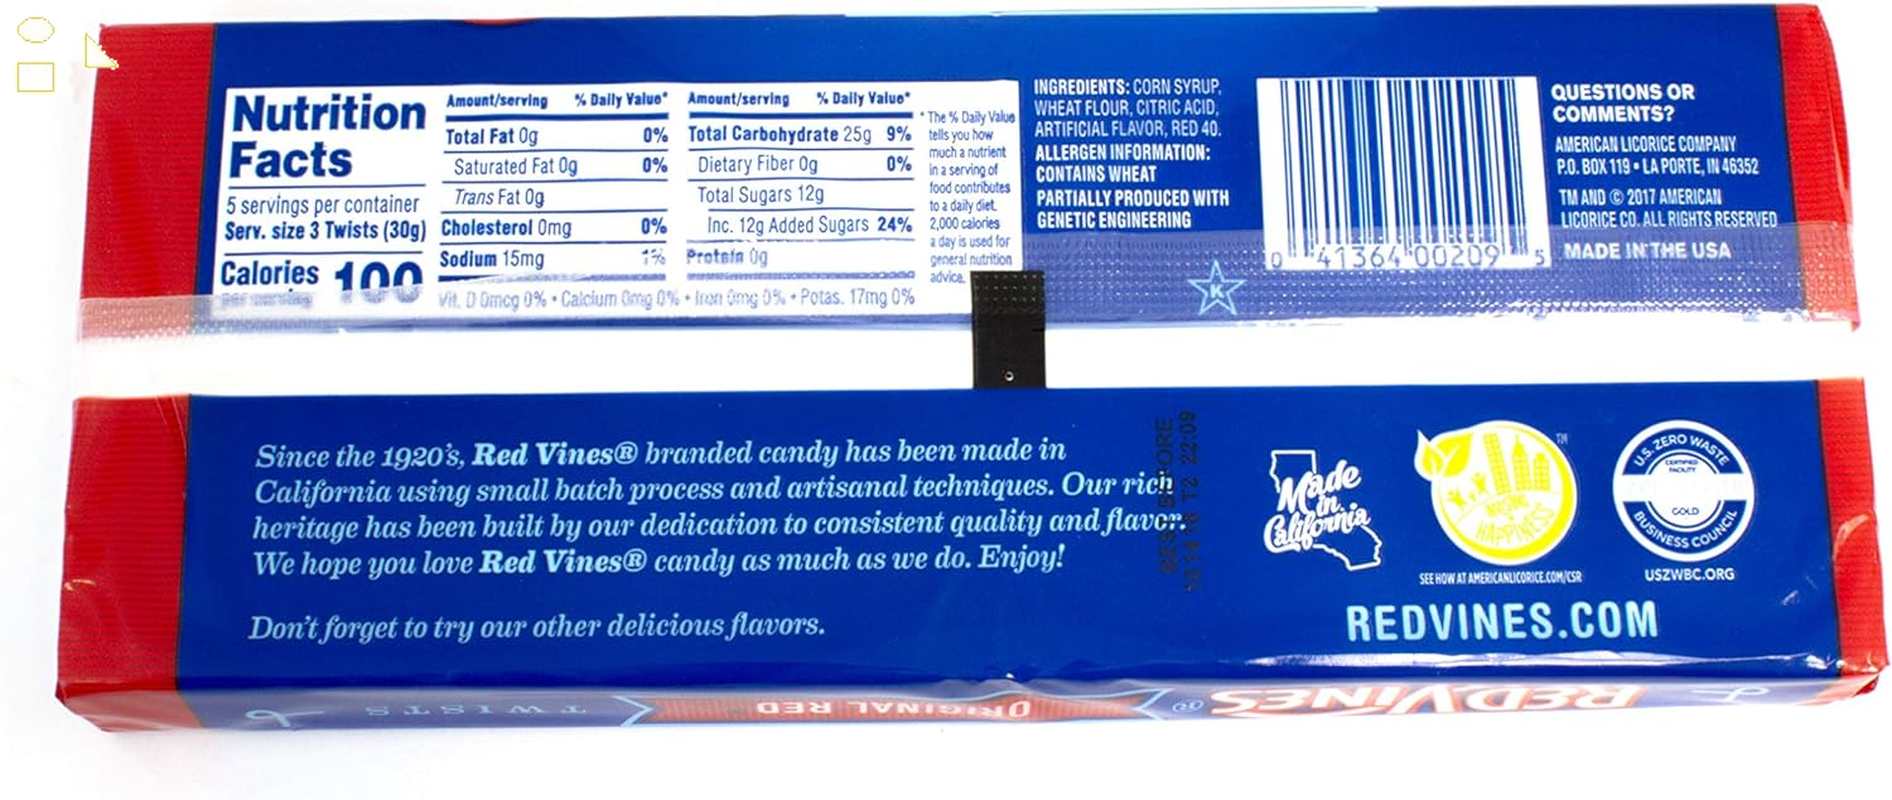 Nutrition
Facts
5 servings per container
Serv. size 3 Twists (30g)
Calories 100
per serving
Amount/serving % Daily Value*
Total Fat 0g 0%
Saturated Fat 0g 0%
Trans Fat 0g
Cholesterol 0mg 0%
Sodium 15mg 1%
Amount/serving % Daily Value*
Total Carbohydrate 25g 9%
Dietary Fiber 0g 0%
Total Sugars 12g
Inc. 12g Added Sugars 24%
Protein 0g
Vit. D 0mcg 0% • Calcium 0mg 0% • Iron 0mg 0% • Potas. 17mg 0%
* The % Daily Value
tells you how
much a nutrient
in a serving of
food contributes
to a daily diet.
2,000 calories
a day is used for
general nutrition
advice.
INGREDIENTS: CORN SYRUP,
WHEAT FLOUR, CITRIC ACID,
ARTIFICIAL FLAVOR, RED 40.
ALLERGEN INFORMATION:
CONTAINS WHEAT
PARTIALLY PRODUCED WITH
GENETIC ENGINEERING
K
0 41364 00209 5
QUESTIONS OR
COMMENTS?
AMERICAN LICORICE COMPANY
P.O. BOX 119 • LA PORTE, IN 46352
TM AND © 2017 AMERICAN
LICORICE CO. ALL RIGHTS RESERVED
MADE IN THE USA
Since the 1920's, Red Vines® branded candy has been made in
California using small batch process and artisanal techniques. Our rich
heritage has been built by our dedication to consistent quality and flavor.
We hope you love Red Vines® candy as much as we do. Enjoy!
Don't forget to try our other delicious flavors.
BEST BEFORE
T2 22:09
Made
in
California
TM
IMAGINE
HAPPINESS
SEE HOW AT AMERICANLICORICE.COM/CSR
U.S. ZERO WASTE
CERTIFIED
FACILITY
GOLD
BUSINESS COUNCIL
USZWBC.ORG
REDVINES.COM
RED VINES®
ORIGINAL RED
TWISTS